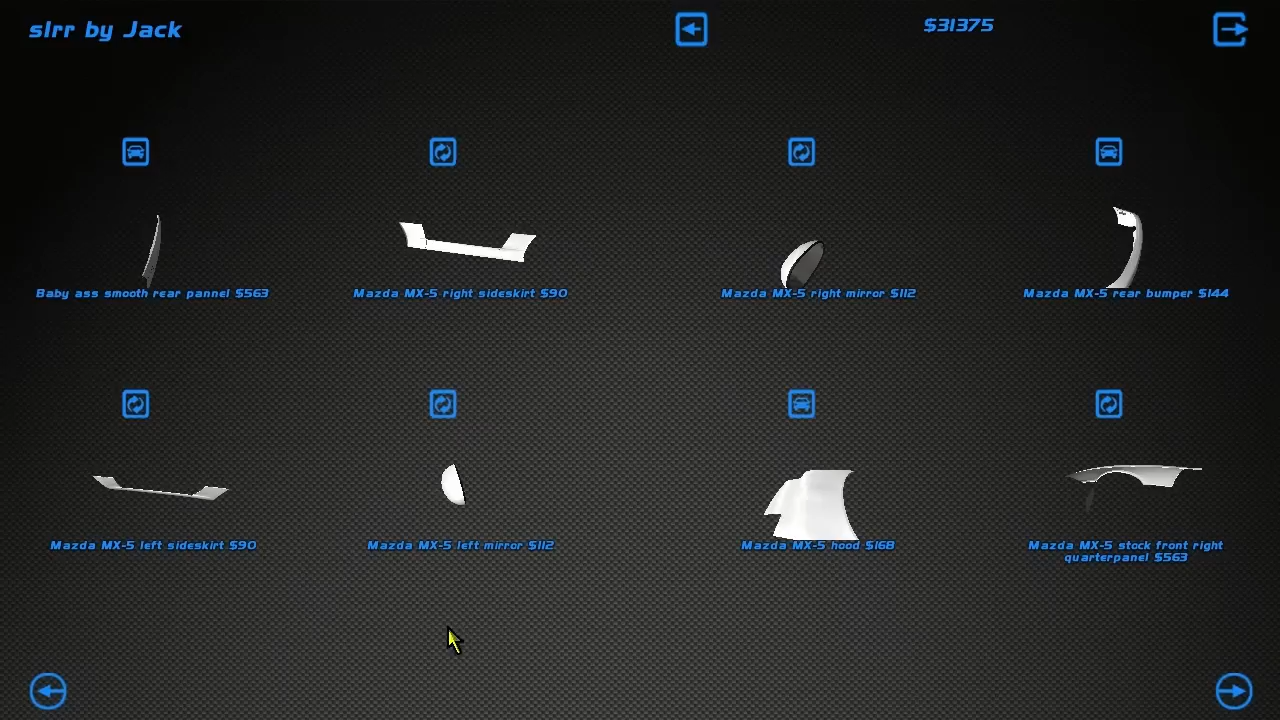 slrr by Jack
$31375
Baby ass smooth rear pannel $563
Mazda MX-5 right sideskirt $90
Mazda MX-5 right mirror $112
Mazda MX-5 rear bumper $144
Mazda MX-5 left sideskirt $90
Mazda MX-5 left mirror $112
Mazda MX-5 hood $168
Mazda MX-5 stock front right
quarterpanel $563